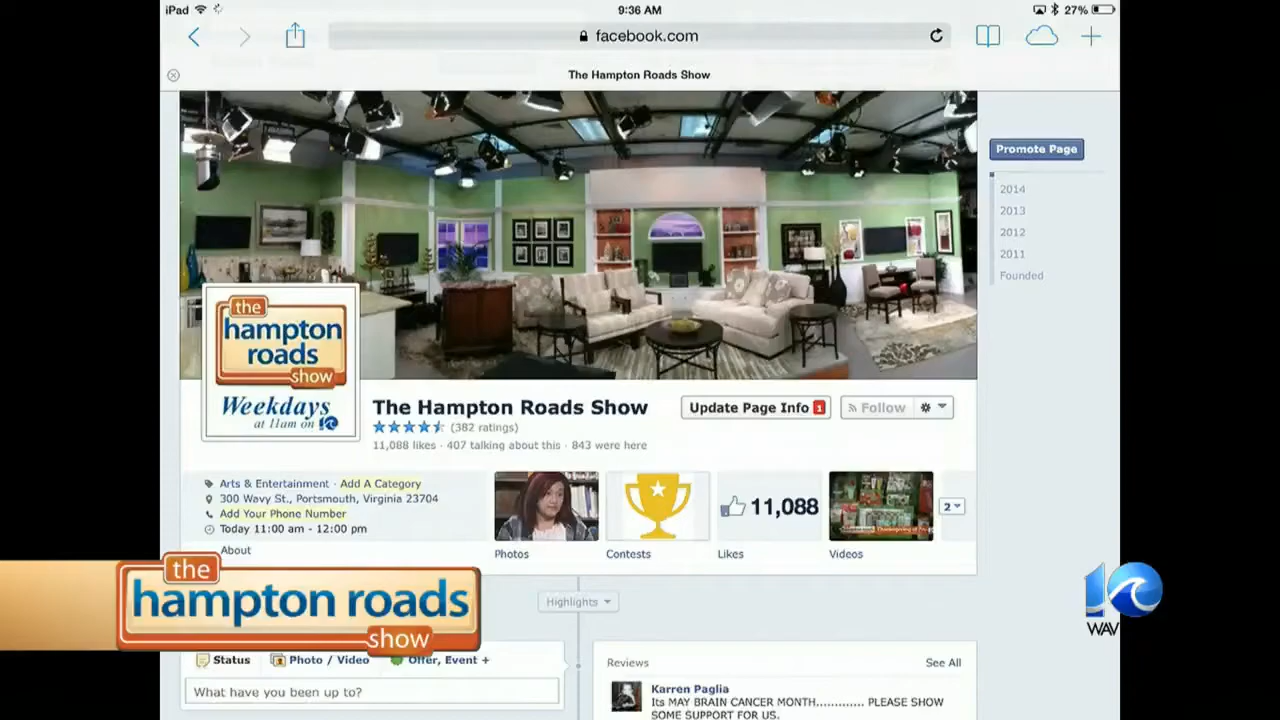 iPad
9:36 AM
27%
facebook.com
The Hampton Roads Show
Promote Page
2014
2013
2012
2011
Founded
the
hampton
roads
show
Weekdays
at 11am on 10
The Hampton Roads Show
Update Page Info 1
Follow
(382 ratings)
11,088 likes · 407 talking about this · 843 were here
Arts & Entertainment · Add A Category
300 Wavy St., Portsmouth, Virginia 23704
Add Your Phone Number
Today 11:00 am - 12:00 pm
About
11,088
2
Photos
Contests
Likes
Videos
the
hampton roads
show
Highlights
10
WAV
Status
Photo / Video
Offer, Event +
What have you been up to?
Reviews
See All
Karren Paglia
Its MAY BRAIN CANCER MONTH............. PLEASE SHOW
SOME SUPPORT FOR US.